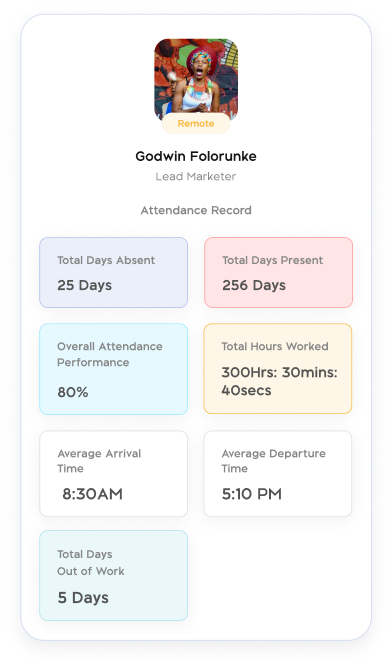 Remote
Godwin Folorunke
Lead Marketer
Attendance Record
Total Days Absent
25 Days
Total Days Present
256 Days
Overall Attendance
Performance
80%
Total Hours Worked
300Hrs: 30mins:
40secs
Average Arrival
Time
8:30AM
Average Departure
Time
5:10 PM
Total Days
Out of Work
5 Days